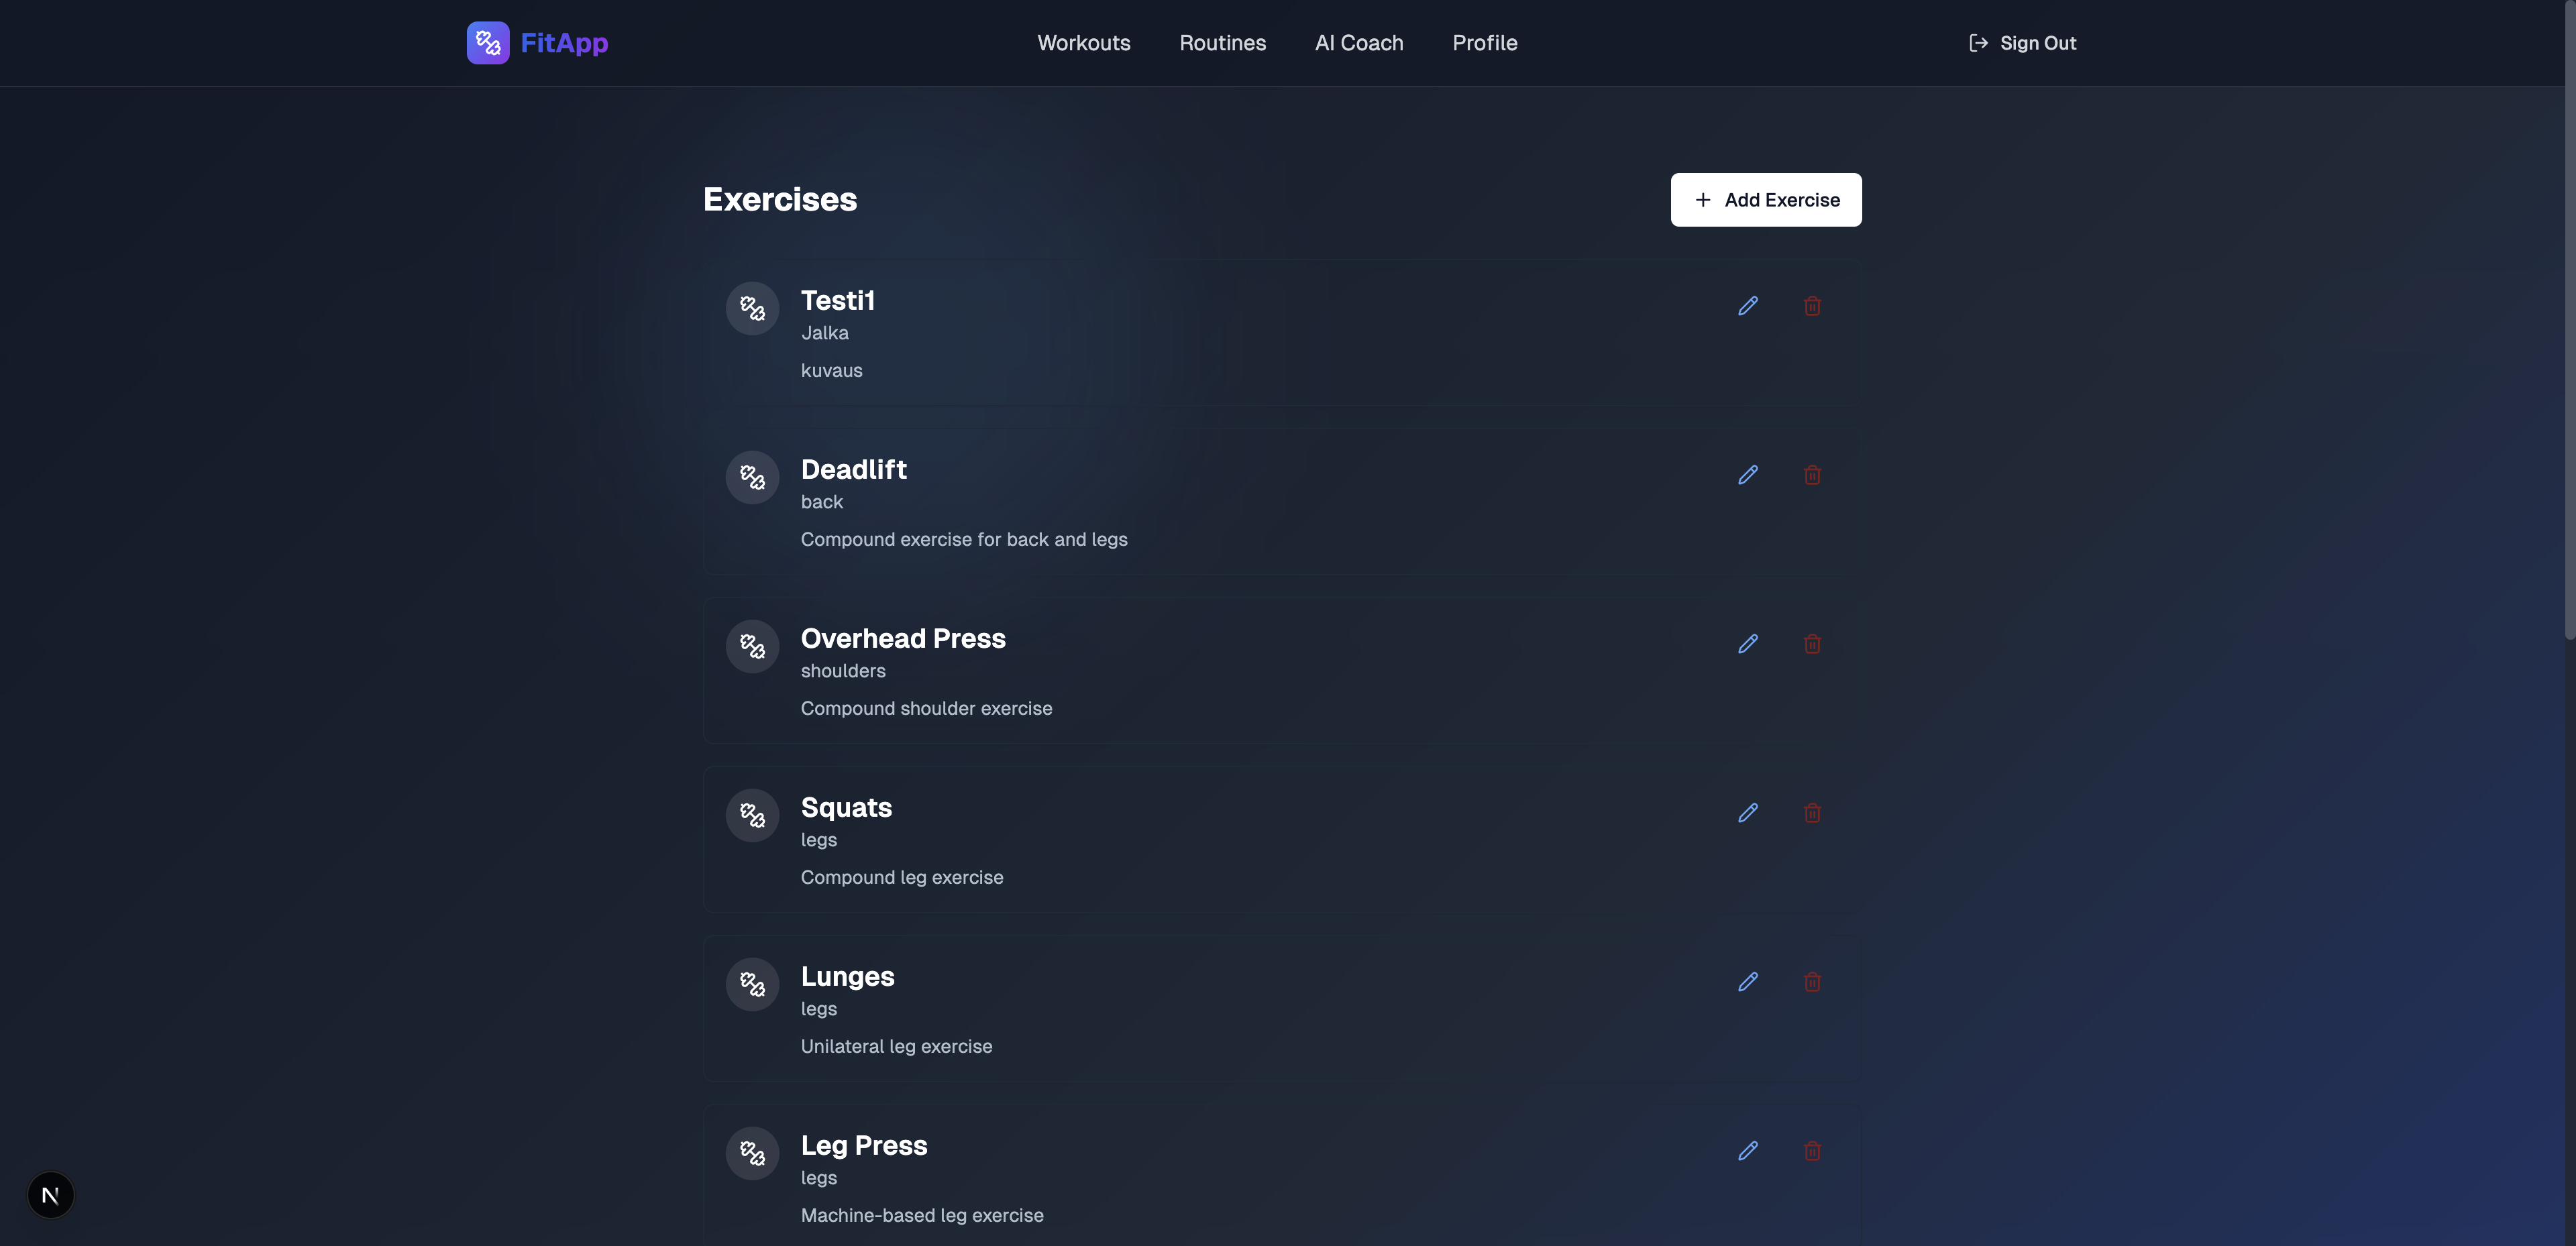 FitApp
Workouts
Routines
AI Coach
Profile
Sign Out
Exercises
Add Exercise
Testi1
Jalka
kuvaus
Deadlift
back
Compound exercise for back and legs
Overhead Press
shoulders
Compound shoulder exercise
Squats
legs
Compound leg exercise
Lunges
legs
Unilateral leg exercise
Leg Press
legs
Machine-based leg exercise
N